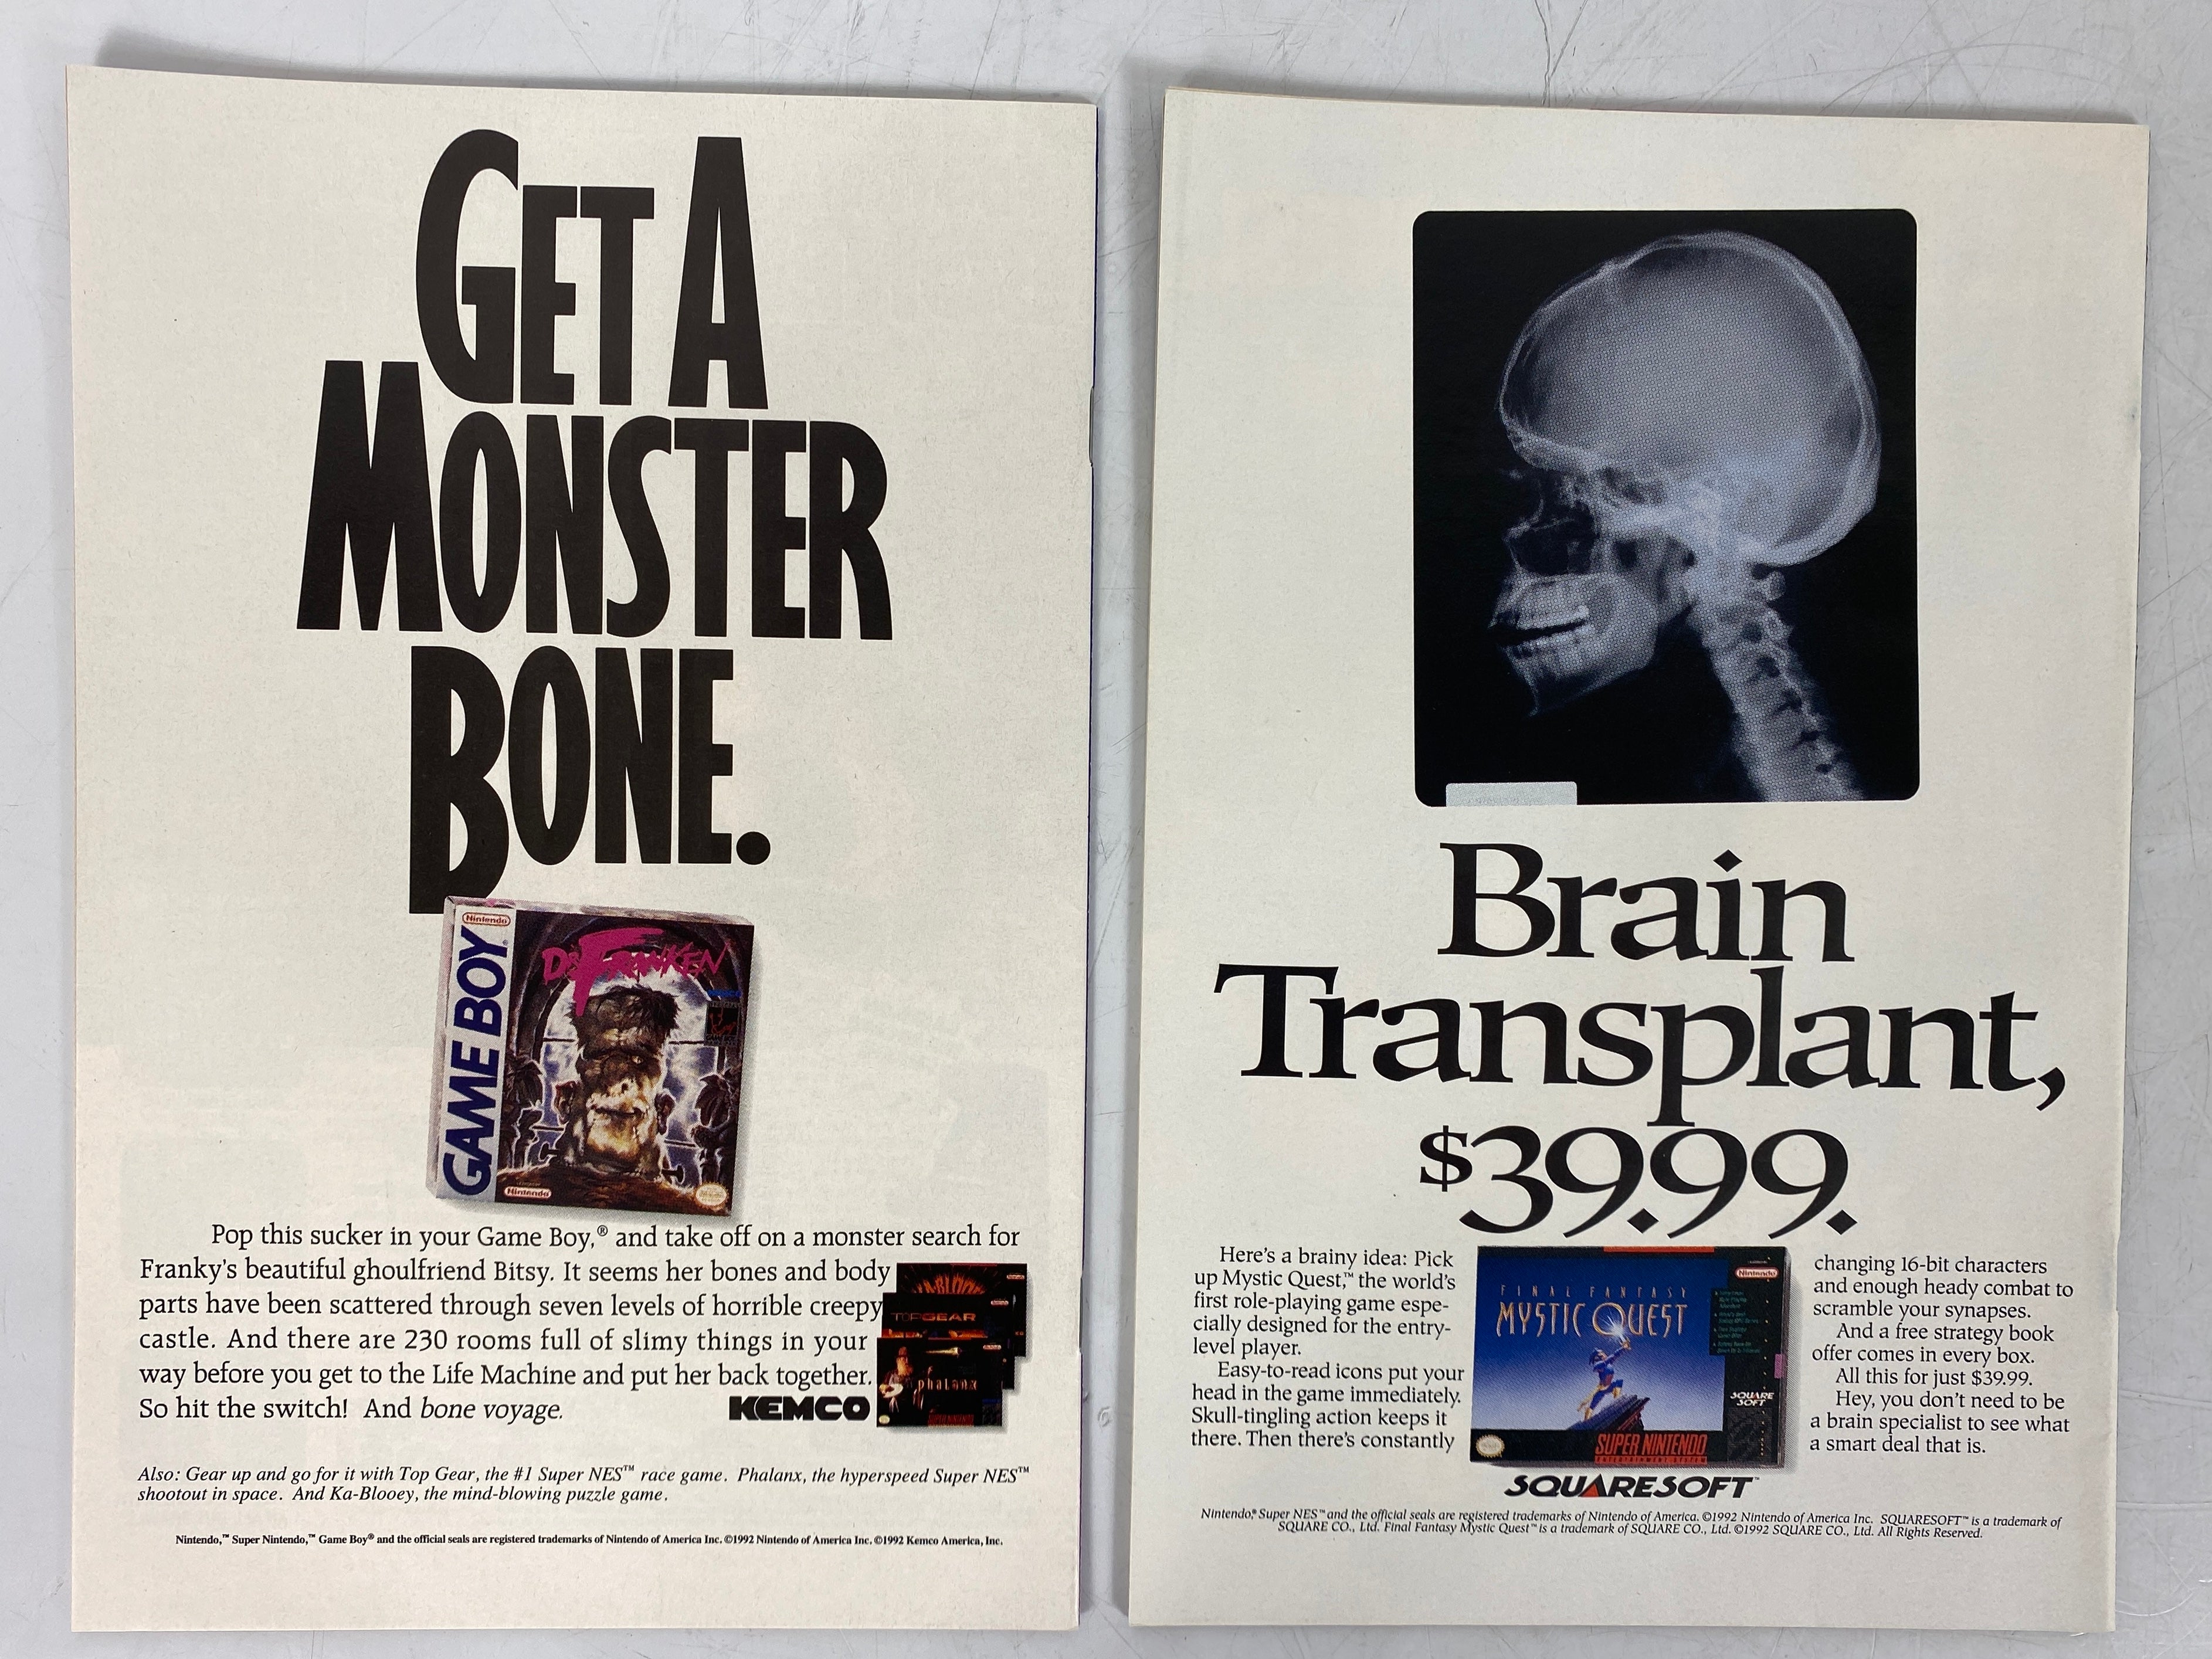 GET A
MONSTER
BONE.
Nintendo
GAME BOY
DR. FRANKEN
Nintendo
Pop this sucker in your Game Boy,® and take off on a monster search for
Franky's beautiful ghoulfriend Bitsy. It seems her bones and body
parts have been scattered through seven levels of horrible creepy
castle. And there are 230 rooms full of slimy things in your
way before you get to the Life Machine and put her back together.
So hit the switch! And bone voyage.
KEMCO
KA-BLOOEY
TOP GEAR
phalanx
SUPER NINTENDO
Also: Gear up and go for it with Top Gear, the #1 Super NES™ race game. Phalanx, the hyperspeed Super NES™
shootout in space. And Ka-Blooey, the mind-blowing puzzle game.
Nintendo,™ Super Nintendo,™ Game Boy® and the official seals are registered trademarks of Nintendo of America Inc. ©1992 Nintendo of America Inc. ©1992 Kemco America, Inc.
Brain
Transplant,
$39.99.
Here's a brainy idea: Pick
up Mystic Quest,™ the world's
first role-playing game espe-
cially designed for the entry-
level player.
Easy-to-read icons put your
head in the game immediately.
Skull-tingling action keeps it
there. Then there's constantly
FINAL FANTASY
MYSTIC QUEST
Nintendo
SQUARE
SOFT
SUPER NINTENDO
ENTERTAINMENT SYSTEM
changing 16-bit characters
and enough heady combat to
scramble your synapses.
And a free strategy book
offer comes in every box.
All this for just $39.99.
Hey, you don't need to be
a brain specialist to see what
a smart deal that is.
SQUARESOFT™
Nintendo,® Super NES™ and the official seals are registered trademarks of Nintendo of America. ©1992 Nintendo of America Inc. SQUARESOFT™ is a trademark of
SQUARE CO., Ltd. Final Fantasy Mystic Quest™ is a trademark of SQUARE CO., Ltd. ©1992 SQUARE CO., Ltd. All Rights Reserved.